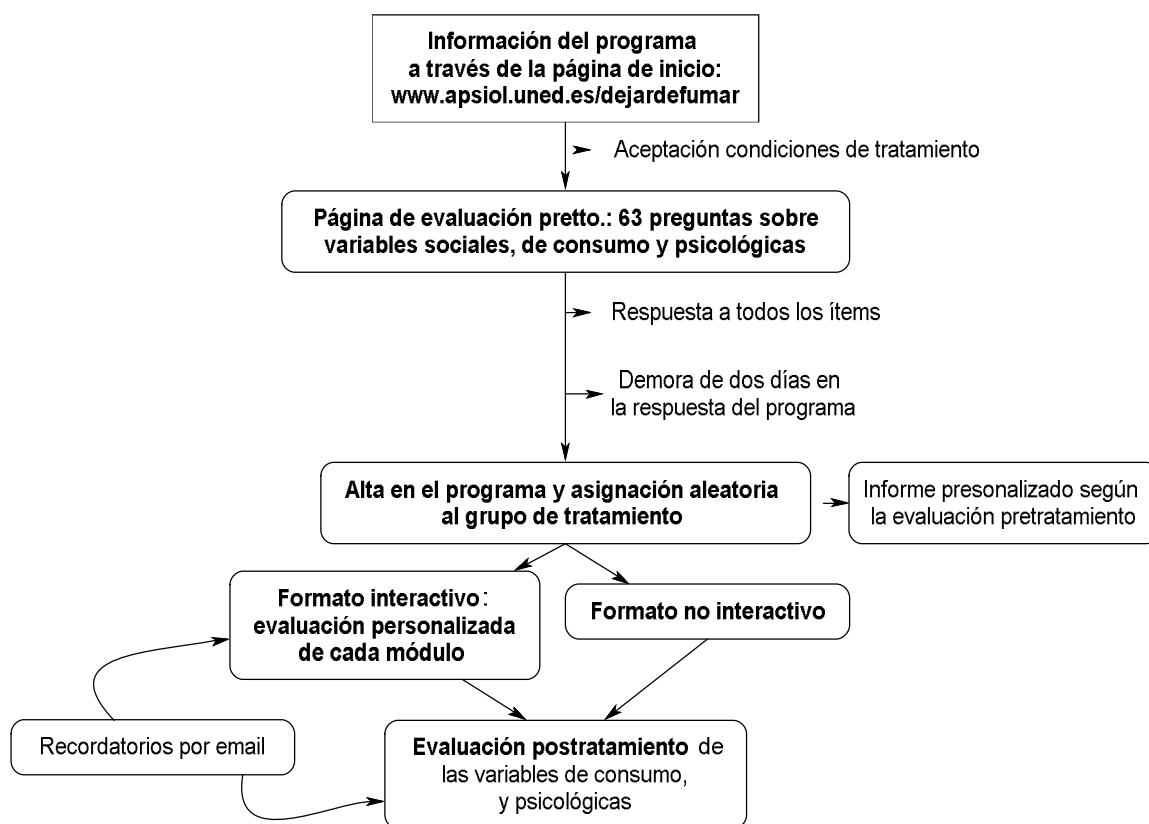 Información del programa
a través de la página de inicio:
www.apsiol.uned.es/dejardefumar
Aceptación condiciones de tratamiento
Página de evaluación pretto.: 63 preguntas sobre
variables sociales, de consumo y psicológicas
Respuesta a todos los ítems
Demora de dos días en
la respuesta del programa
Alta en el programa y asignación aleatoria
al grupo de tratamiento
Informe presonalizado según
la evaluación pretratamiento
Formato interactivo:
evaluación personalizada
de cada módulo
Formato no interactivo
Recordatorios por email
Evaluación postratamiento de
las variables de consumo,
y psicológicas